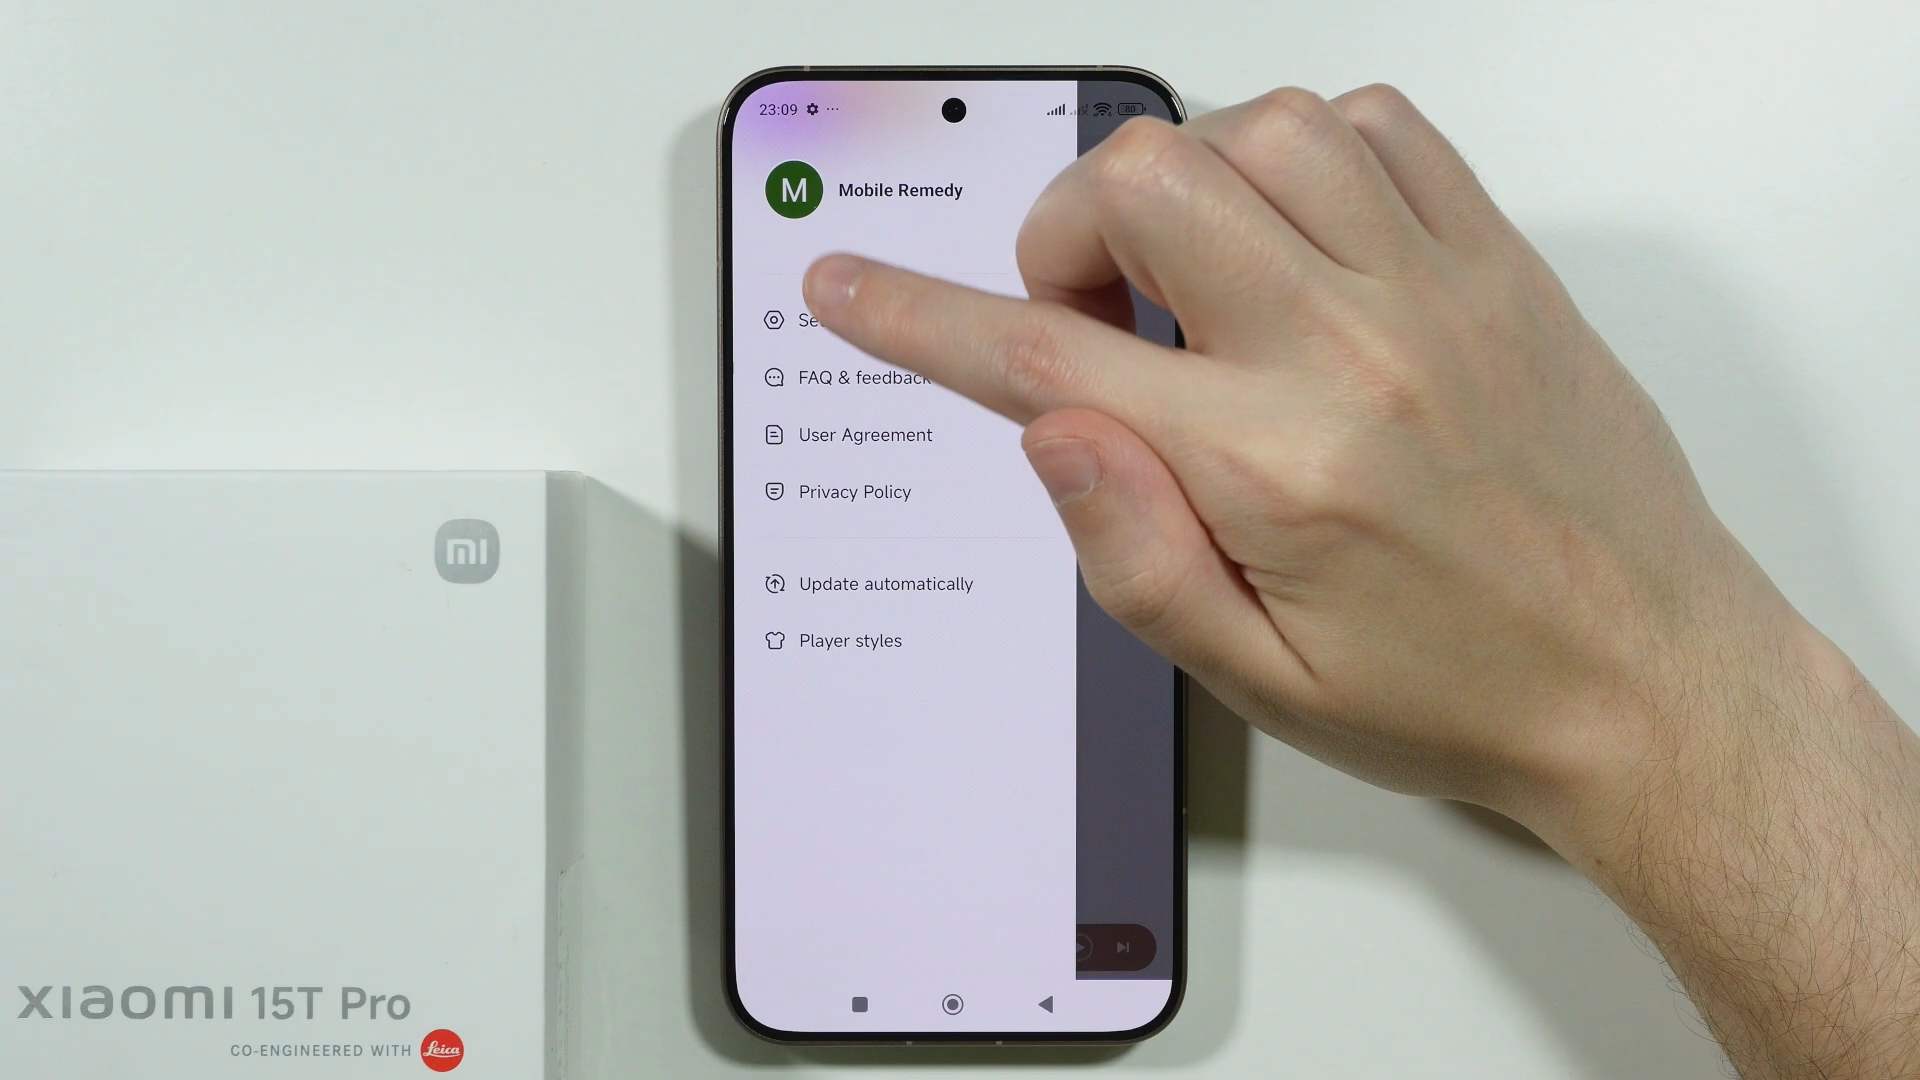 23:09
80
M
Mobile Remedy
FAQ & feedback
User Agreement
Privacy Policy
Update automatically
Player styles
mi
xiaomi 15T Pro
CO-ENGINEERED WITH
Leica